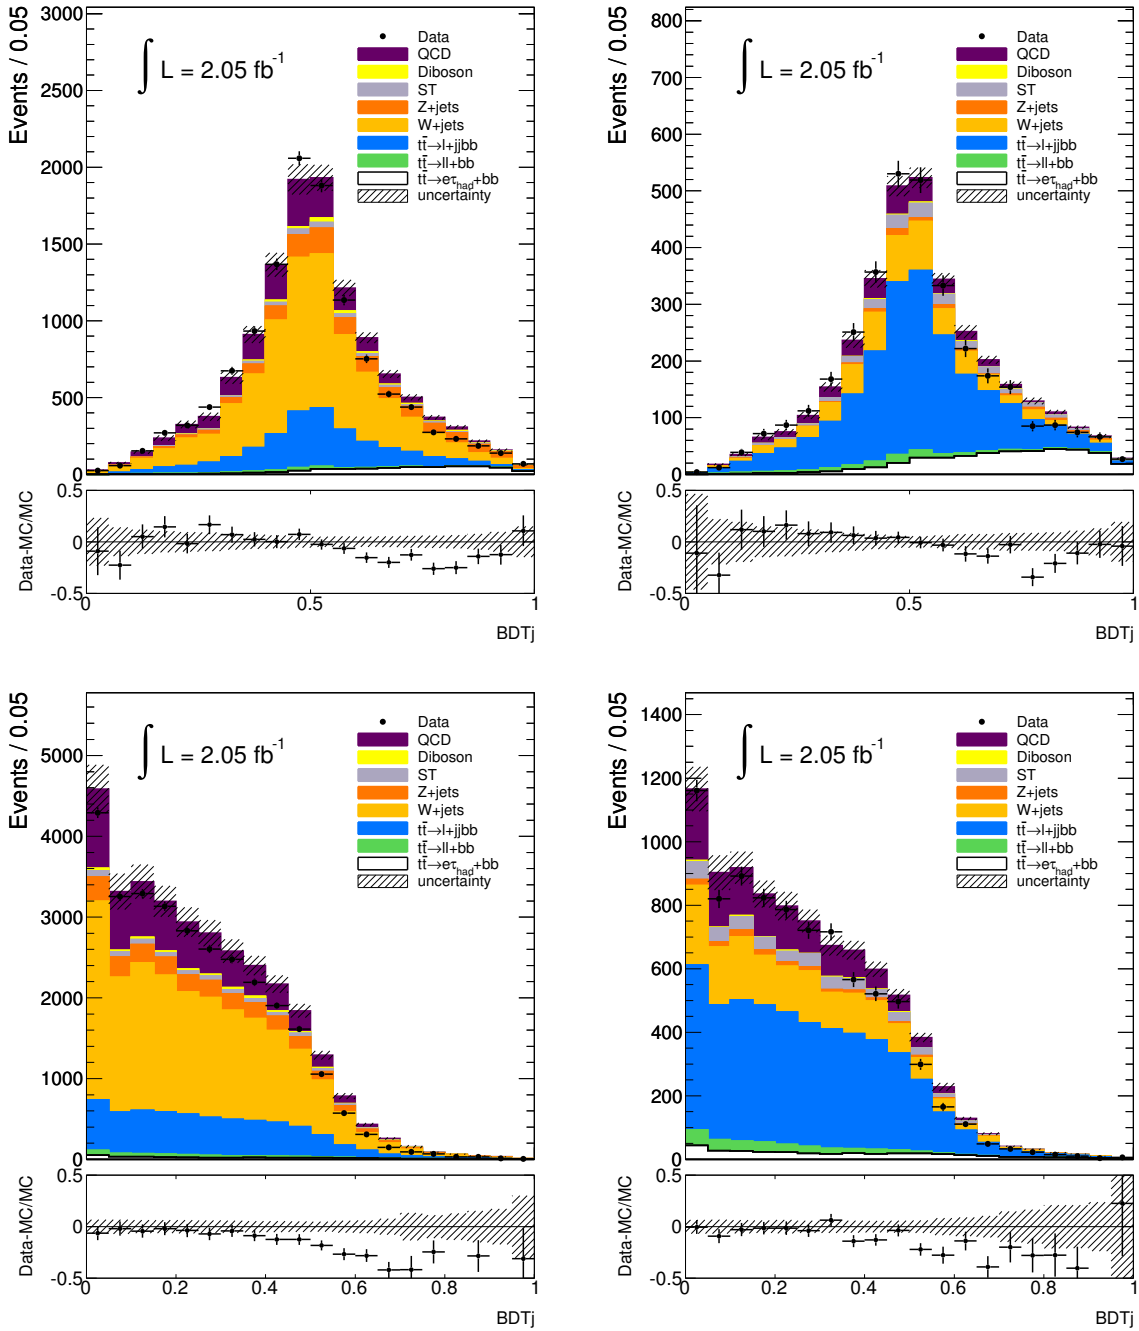 Events / 0.05
3000
2500
2000
1500
1000
500
0
∫ L = 2.05 fb⁻¹
Data
QCD
Diboson
ST
Z+jets
W+jets
tt̄→l+jjbb
tt̄→ll+bb
tt̄→eτ_had+bb
uncertainty
Data-MC/MC
0.5
0
-0.5
0
0.5
1
BDTj
Events / 0.05
800
700
600
500
400
300
200
100
0
∫ L = 2.05 fb⁻¹
Data
QCD
Diboson
ST
Z+jets
W+jets
tt̄→l+jjbb
tt̄→ll+bb
tt̄→eτ_had+bb
uncertainty
Data-MC/MC
0.5
0
-0.5
0
0.5
1
BDTj
Events / 0.05
5000
4000
3000
2000
1000
0
∫ L = 2.05 fb⁻¹
Data
QCD
Diboson
ST
Z+jets
W+jets
tt̄→l+jjbb
tt̄→ll+bb
tt̄→eτ_had+bb
uncertainty
Data-MC/MC
0.5
0
-0.5
0 0.2 0.4 0.6 0.8 1
BDTj
Events / 0.05
1400
1200
1000
800
600
400
200
0
∫ L = 2.05 fb⁻¹
Data
QCD
Diboson
ST
Z+jets
W+jets
tt̄→l+jjbb
tt̄→ll+bb
tt̄→eτ_had+bb
uncertainty
Data-MC/MC
0.5
0
-0.5
0 0.2 0.4 0.6 0.8 1
BDTj